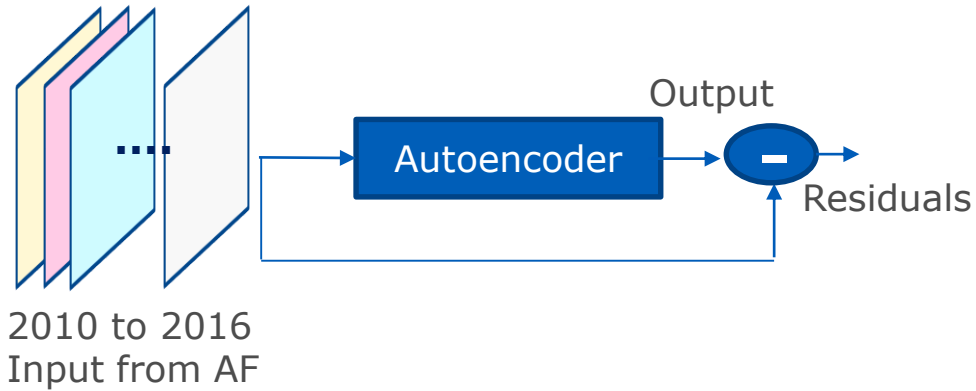 Output
Autoencoder
-
Residuals
2010 to 2016
Input from AF